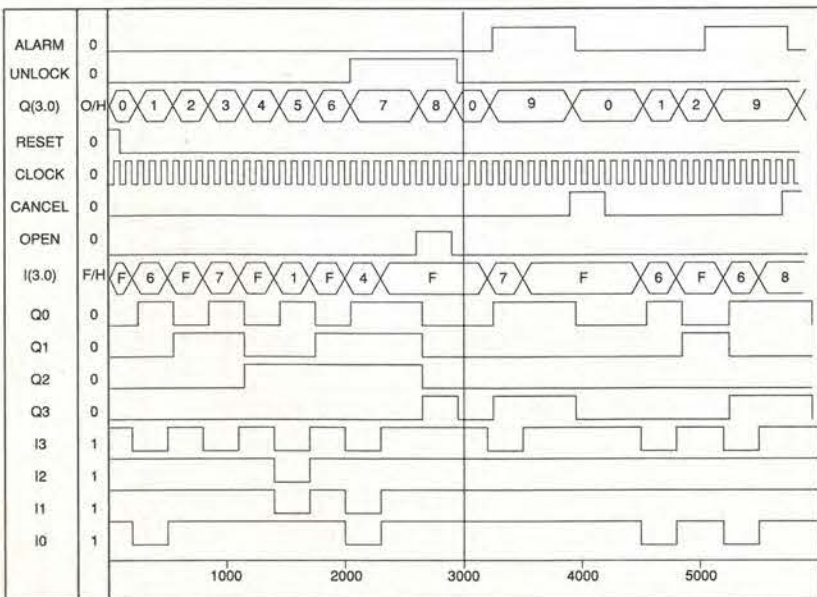 ALARM 0
UNLOCK 0
Q(3.0) O/H 0 1 2 3 4 5 6 7 8 0 9 0 1 2 9
RESET 0
CLOCK 0
CANCEL 0
OPEN 0
I(3.0) F/H F 6 F 7 F 1 F 4 F 7 F 6 F 6 8
Q0 0
Q1 0
Q2 0
Q3 0
I3 1
I2 1
I1 1
I0 1
1000 2000 3000 4000 5000